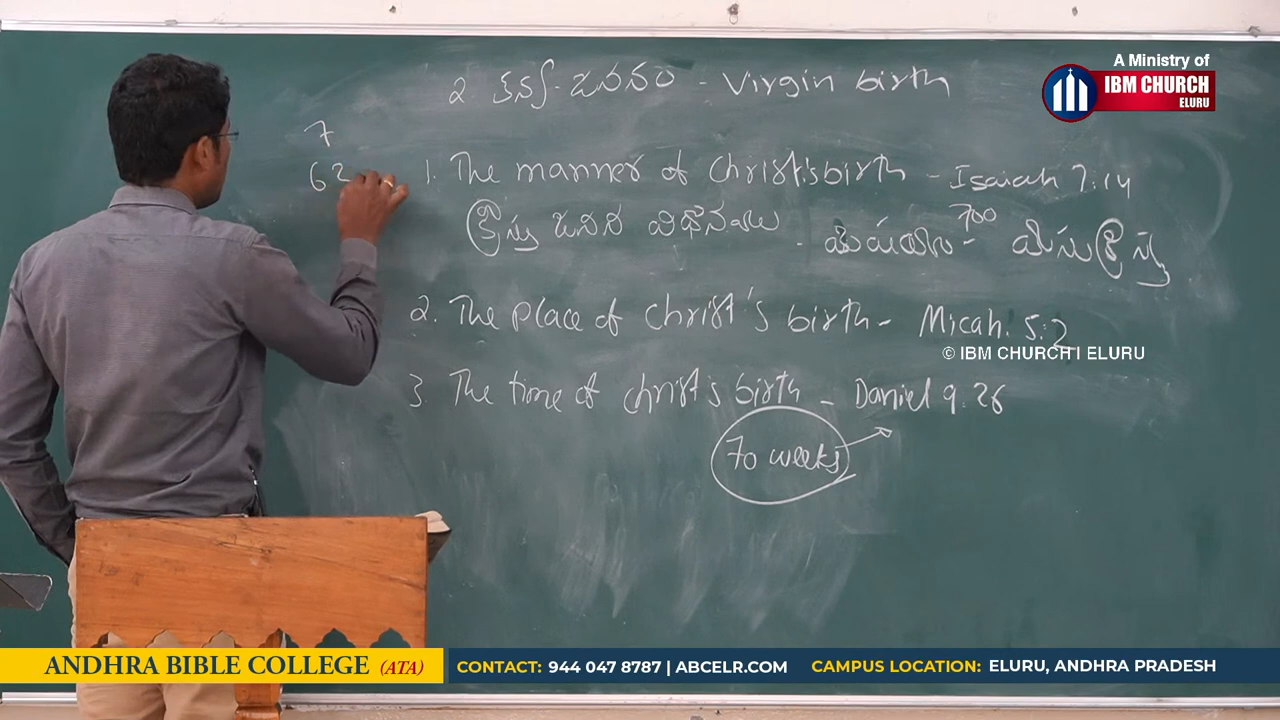 A Ministry of
IBM CHURCH
ELURU
2 కన్య-జననం - Virgin birth
7
62
1. The manner of Christ'sbirth - Isaiah 7:14
క్రీస్తు జనన విధానములు - యెషయా - 700 యేసుక్రీస్తు
2. The place of Christ's birth - Micah. 5:2
© IBM CHURCH I ELURU
3. The time of christ's birth - Daniel 9:26
70 weeks
ANDHRA BIBLE COLLEGE (ATA)
CONTACT: 944 047 8787 | ABCELR.COM
CAMPUS LOCATION: ELURU, ANDHRA PRADESH